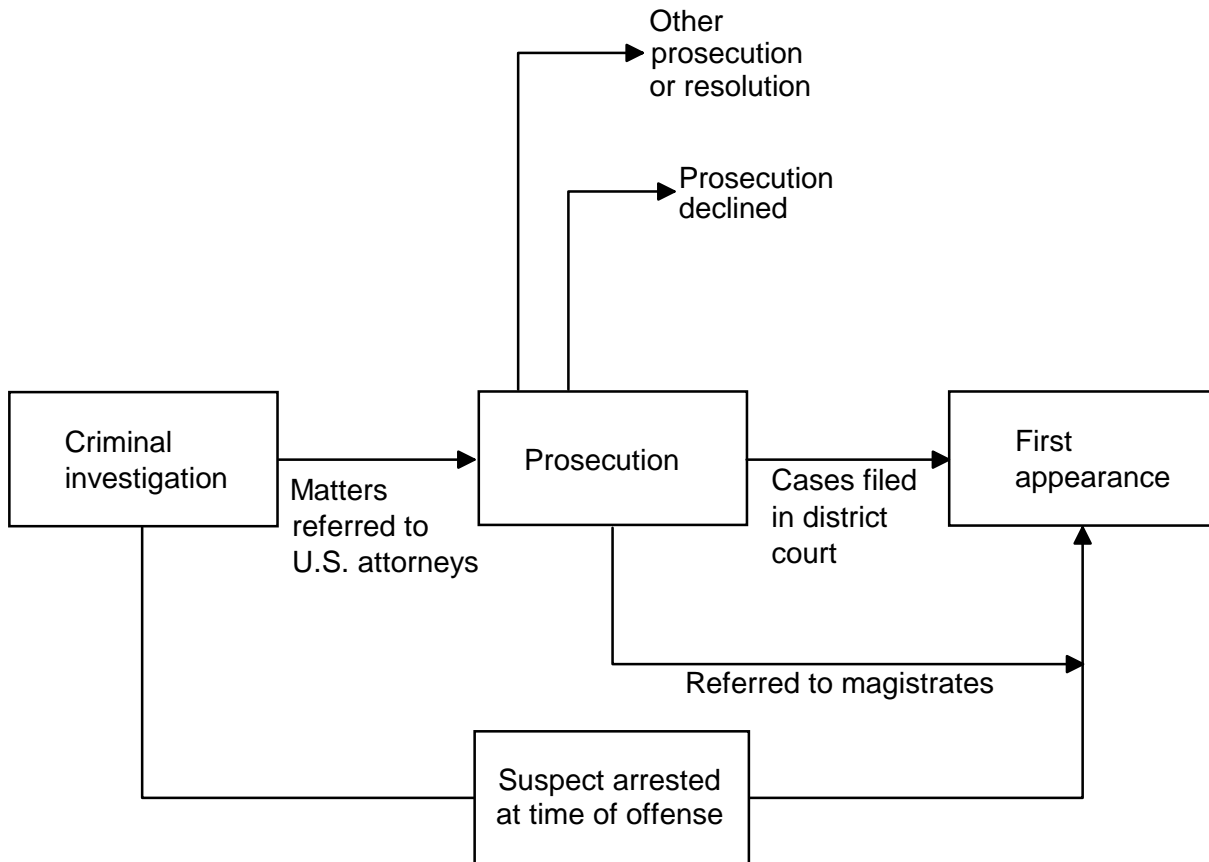 Other
prosecution
or resolution
Prosecution
declined
Criminal
investigation
Matters
referred to
U.S. attorneys
Prosecution
Cases filed
in district
court
First
appearance
Referred to magistrates
Suspect arrested
at time of offense